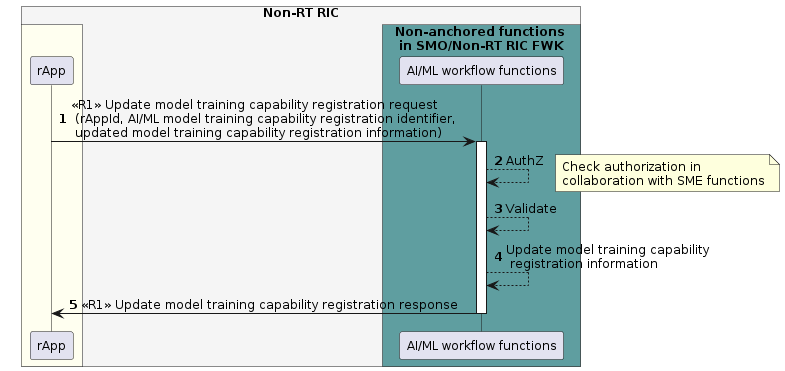 Non-RT RIC
Non-anchored functions
in SMO/Non-RT RIC FWK
rApp
AI/ML workflow functions
1 «R1» Update model training capability registration request
(rAppId, AI/ML model training capability registration identifier,
updated model training capability registration information)
2 AuthZ
Check authorization in
collaboration with SME functions
3 Validate
4 Update model training capability
registration information
5 «R1» Update model training capability registration response
rApp
AI/ML workflow functions